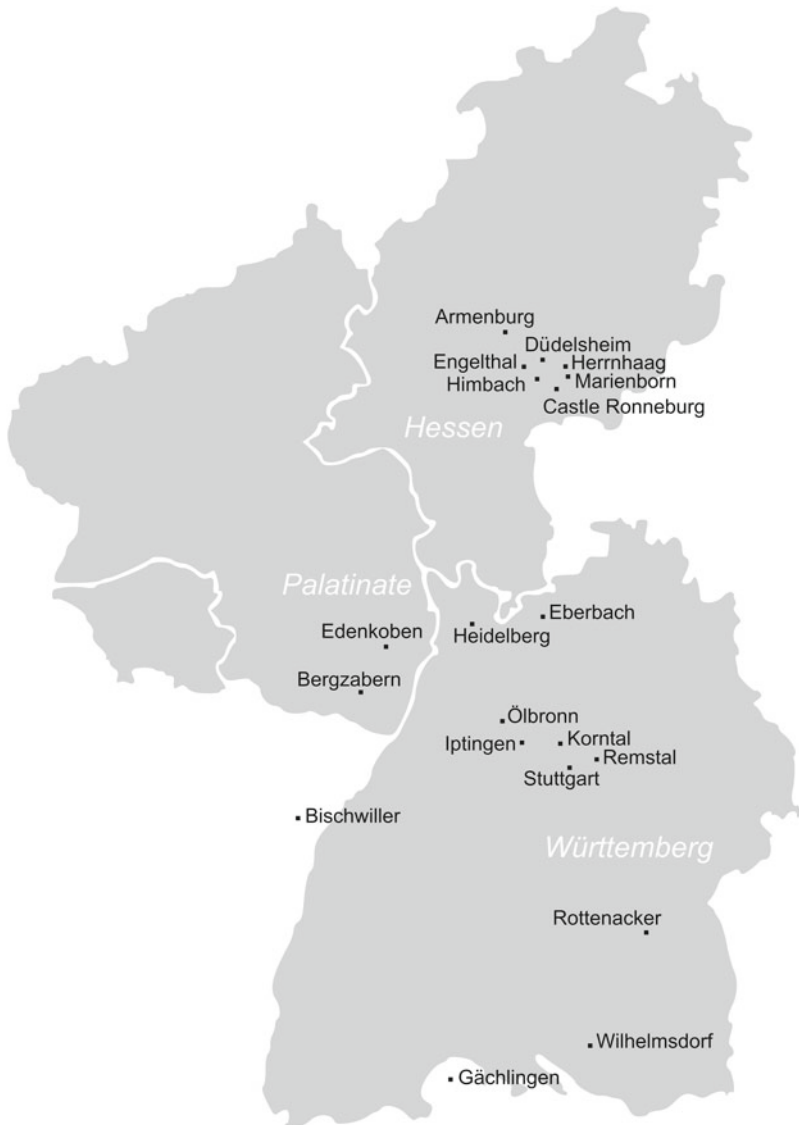 Armenburg
Düdelsheim
Engelthal
Herrnhaag
Himbach
Marienborn
Castle Ronneburg
Hessen
Palatinate
Eberbach
Edenkoben
Heidelberg
Bergzabern
Ölbronn
Iptingen
Korntal
Remstal
Stuttgart
Bischwiller
Württemberg
Rottenacker
Wilhelmsdorf
Gächlingen